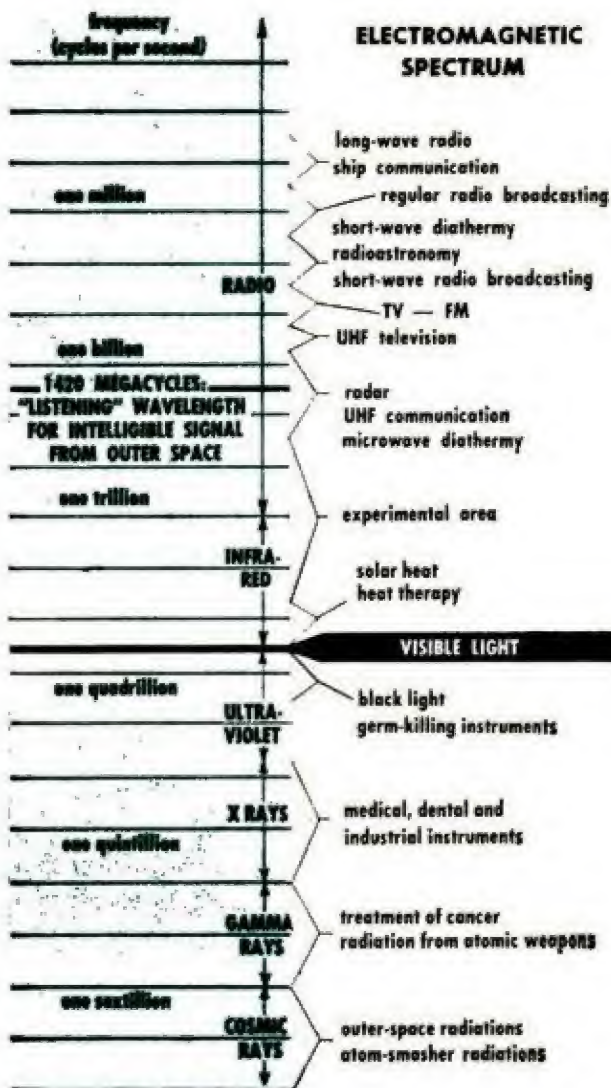 frequency
(cycles per second)
ELECTROMAGNETIC
SPECTRUM
long-wave radio
ship communication
one million
regular radio broadcasting
short-wave diathermy
radioastronomy
RADIO
short-wave radio broadcasting
TV — FM
one billion
UHF television
1420 MEGACYCLES:
"LISTENING" WAVELENGTH
FOR INTELLIGIBLE SIGNAL
FROM OUTER SPACE
radar
UHF communication
microwave diathermy
one trillion
experimental area
INFRA-
RED
solar heat
heat therapy
VISIBLE LIGHT
one quadrillion
ULTRA-
VIOLET
black light
germ-killing instruments
X RAYS
medical, dental and
industrial instruments
one quintillion
GAMMA
RAYS
treatment of cancer
radiation from atomic weapons
one sextillion
COSMIC
RAYS
outer-space radiations
atom-smasher radiations